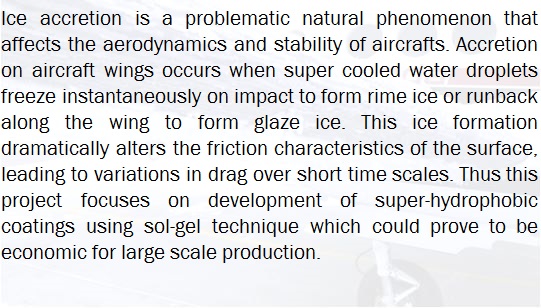 Ice accretion is a problematic natural phenomenon that
affects the aerodynamics and stability of aircrafts. Accretion
on aircraft wings occurs when super cooled water droplets
freeze instantaneously on impact to form rime ice or runback
along the wing to form glaze ice. This ice formation
dramatically alters the friction characteristics of the surface,
leading to variations in drag over short time scales. Thus this
project focuses on development of super-hydrophobic
coatings using sol-gel technique which could prove to be
economic for large scale production.